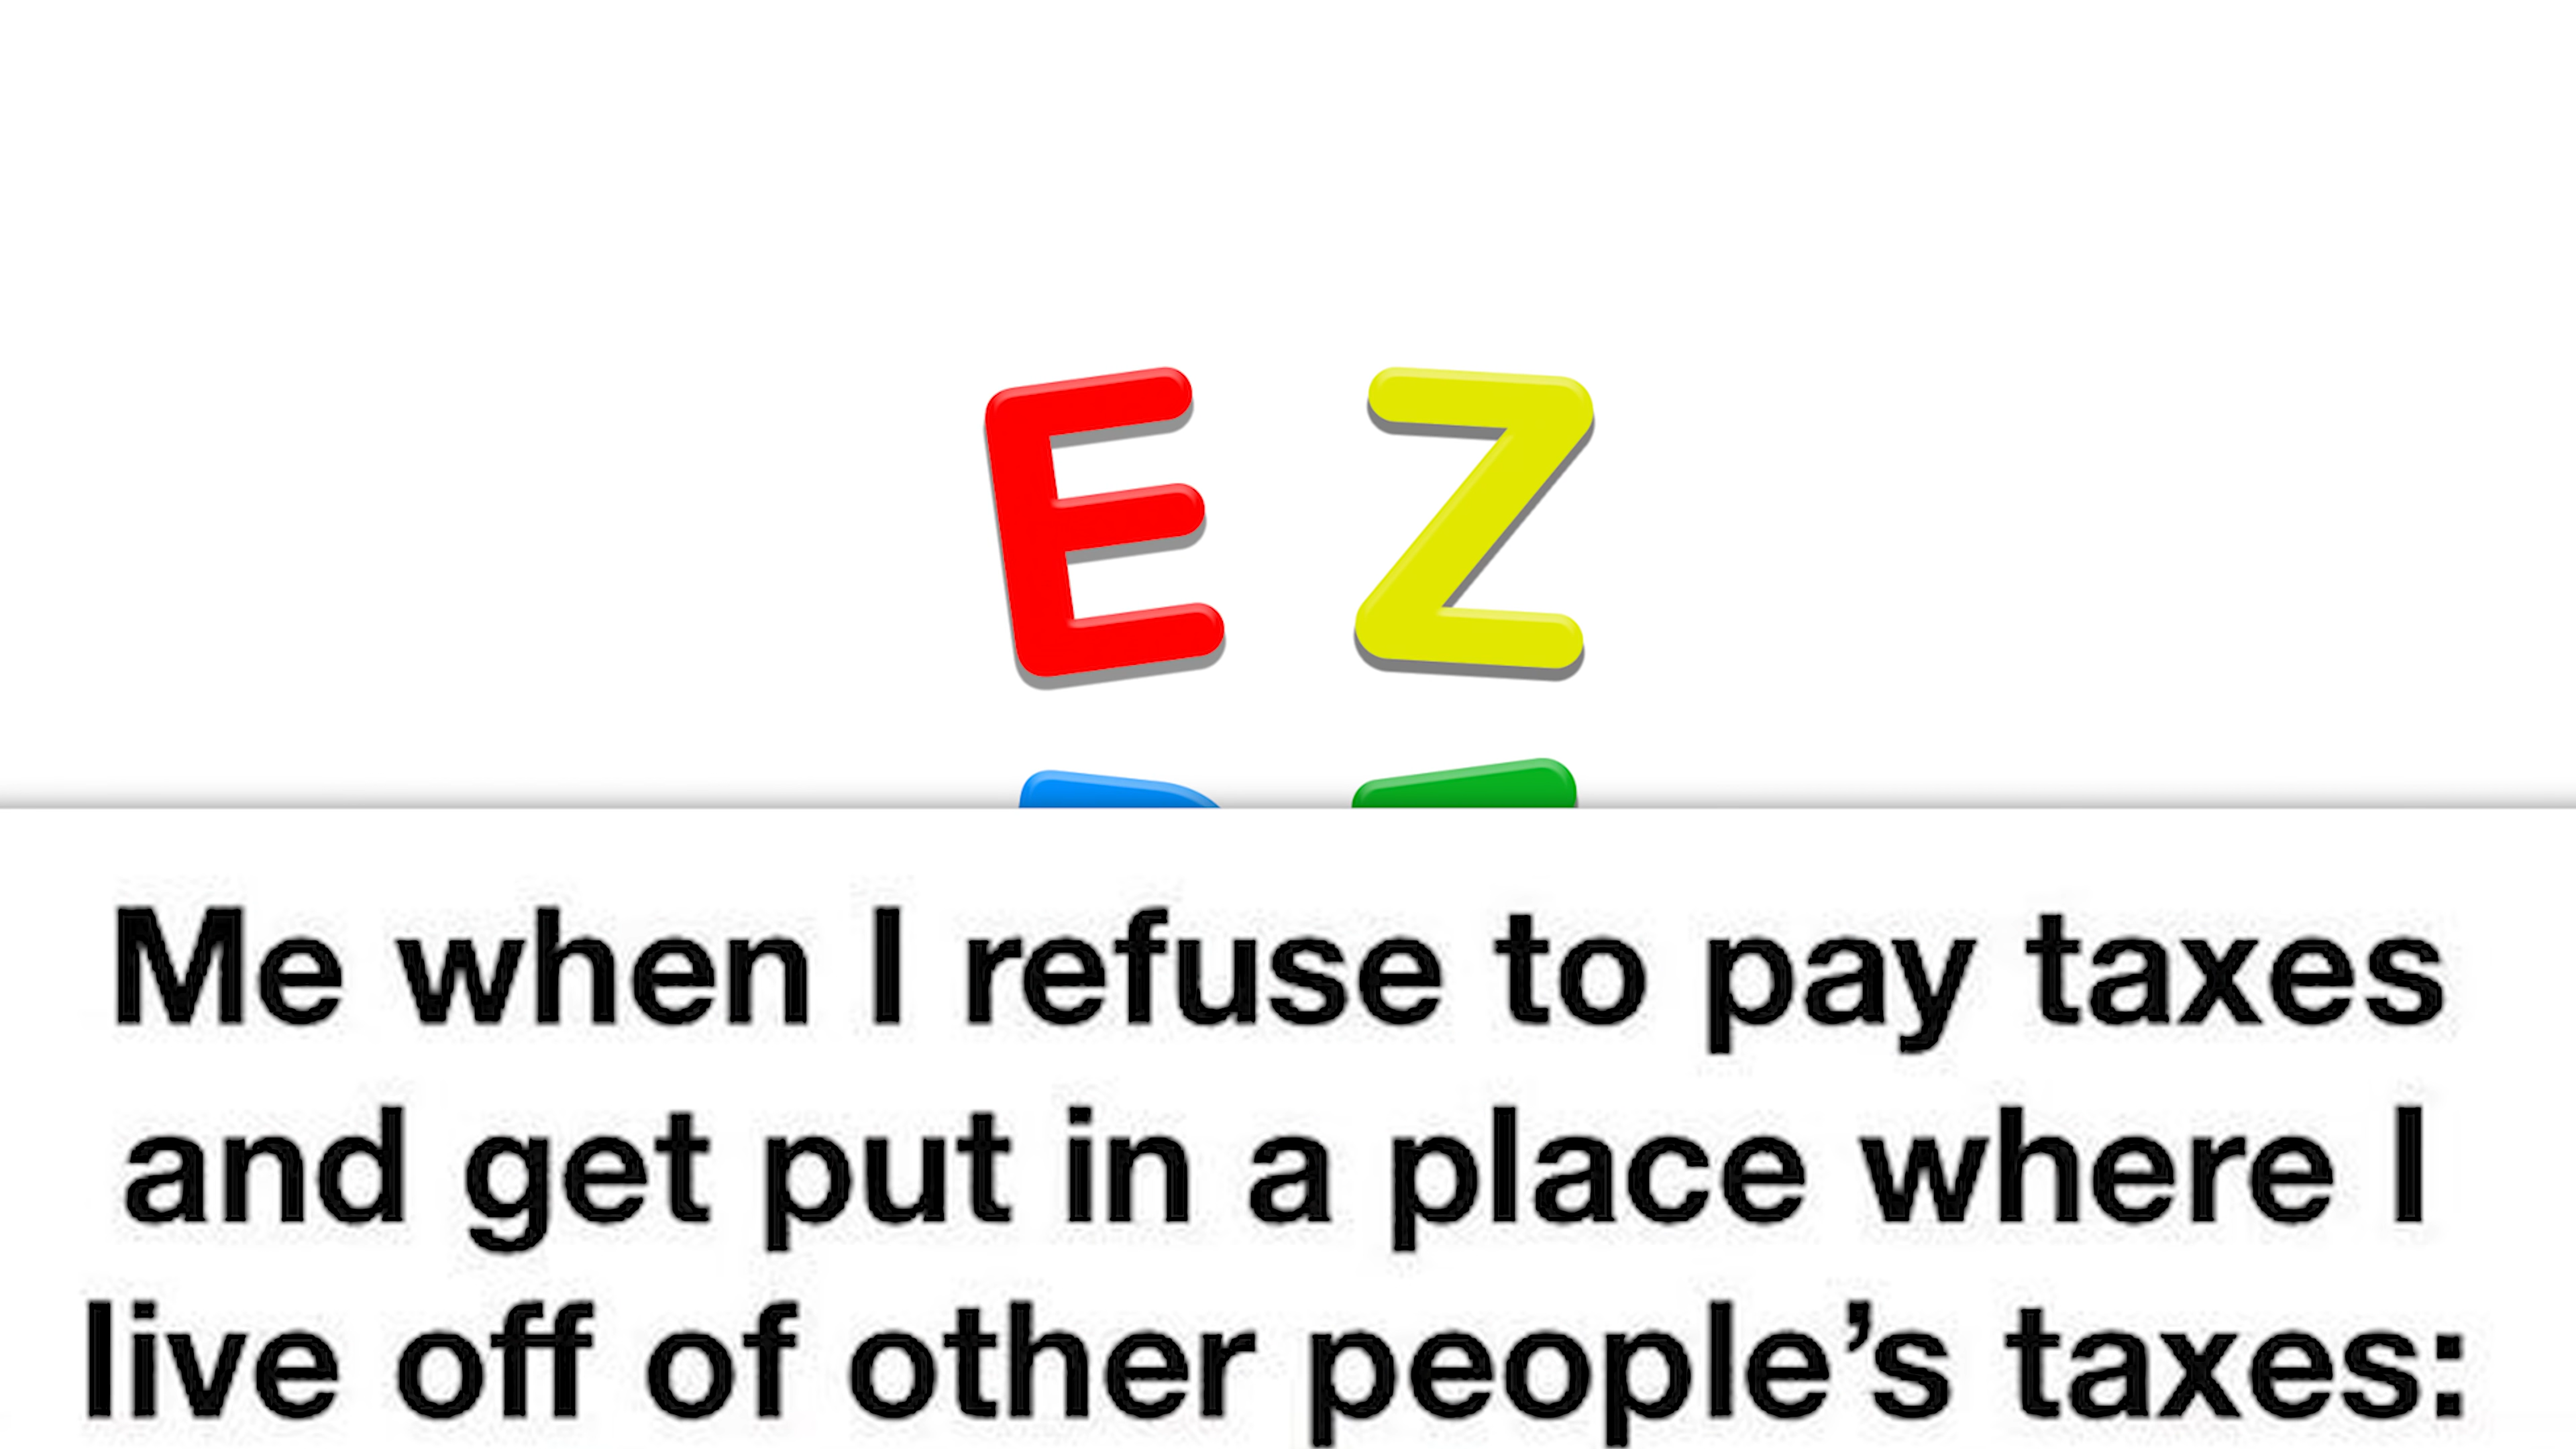 E Z
Me when I refuse to pay taxes
and get put in a place where I
live off of other people’s taxes: